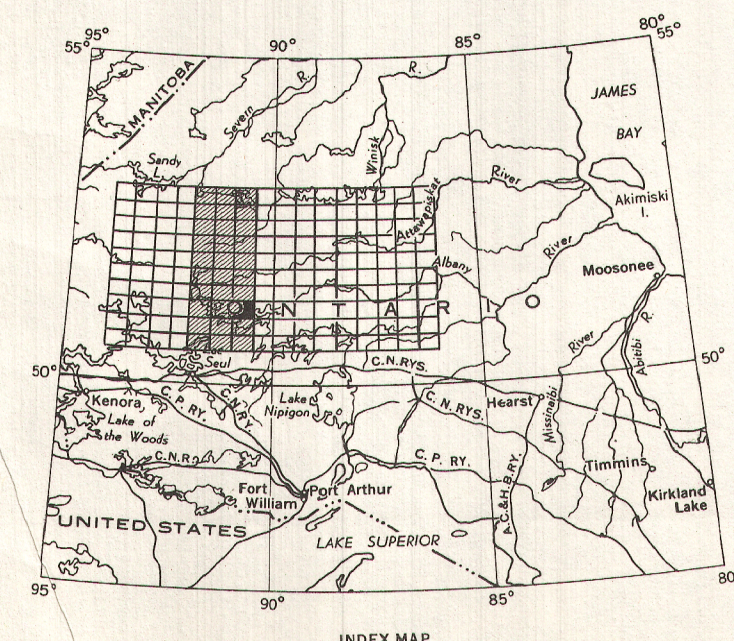 95°
90°
85°
80°
55°
55°
MANITOBA
Severn
R.
R.
Winisk
JAMES
BAY
Sandy
L.
River
Attawapiskat
Akimiski
I.
River
Albany
Moosonee
O N T A R I O
R.
Abitibi
River
Missinaibi
Seul
C.N.RYS.
50°
50°
Kenora
C. P. RY.
C.N.RY.
Lake
Nipigon
C. N. RYS.
Hearst
Lake of
the Woods
C.N.R.
C. P. RY.
Timmins
Fort
William
Port Arthur
A.C.&H.B.RY.
Kirkland
Lake
UNITED STATES
LAKE SUPERIOR
95°
90°
85°
80
INDEX MAP